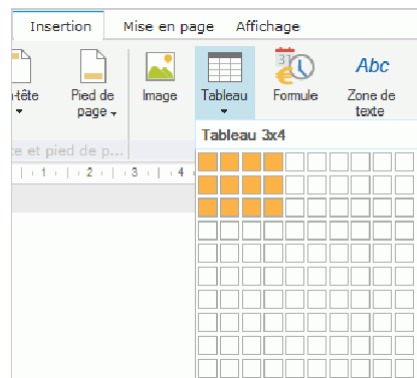 Insertion Mise en page Affichage
31
Abc
-tête Pied de page Image Tableau Formule Zone de texte
te et pied de p...
Tableau 3x4
1 2 3 4